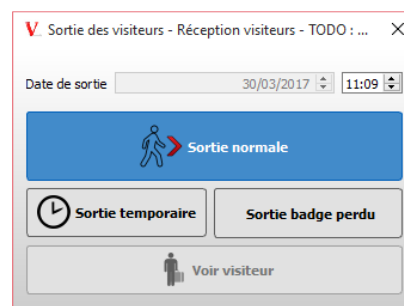 Sortie des visiteurs - Réception visiteurs - TODO : ...
Date de sortie 30/03/2017 11:09
Sortie normale
Sortie temporaire Sortie badge perdu
Voir visiteur